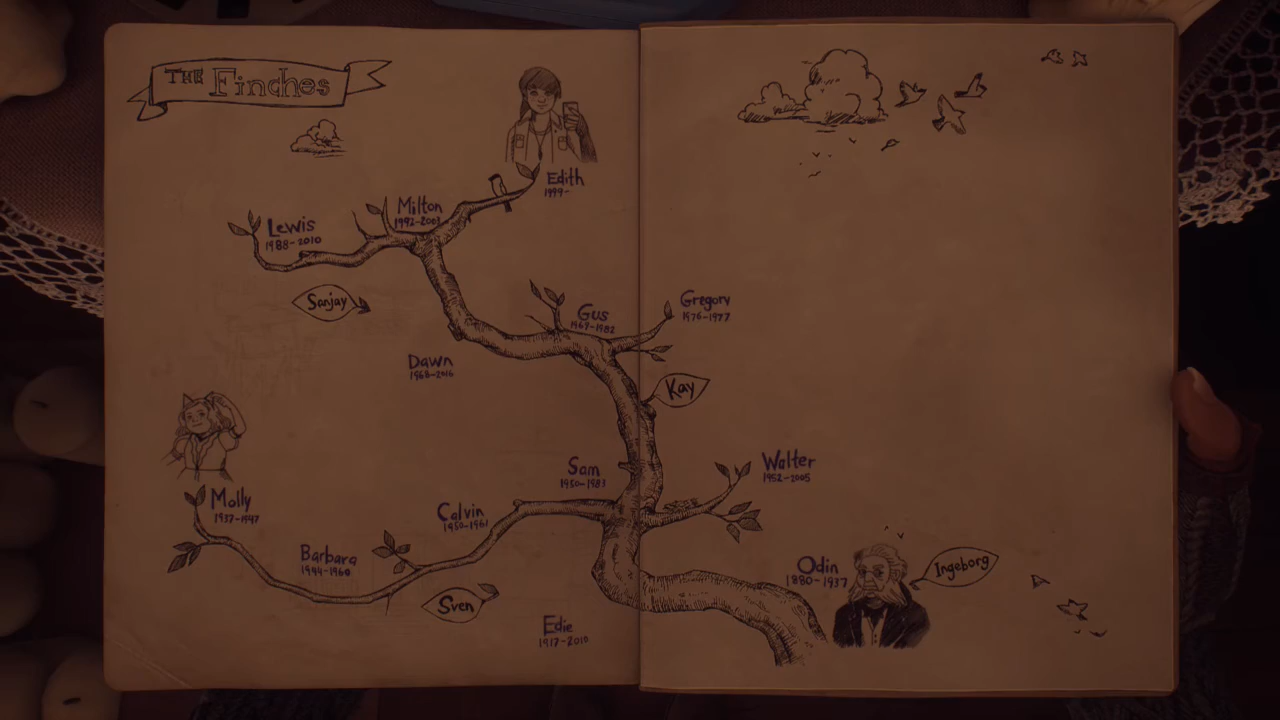 THE Finches
Edith
1999-
Milton
1992-2003
Lewis
1988-2010
Sanjay
Gus
1969-1982
Gregory
1976-1977
Dawn
1968-2016
Kay
Sam
1950-1983
Walter
1952-2005
Molly
1937-1947
Calvin
1950-1961
Barbara
1944-1960
Sven
Odin
1880-1937
Ingeborg
Edie
1917-2010